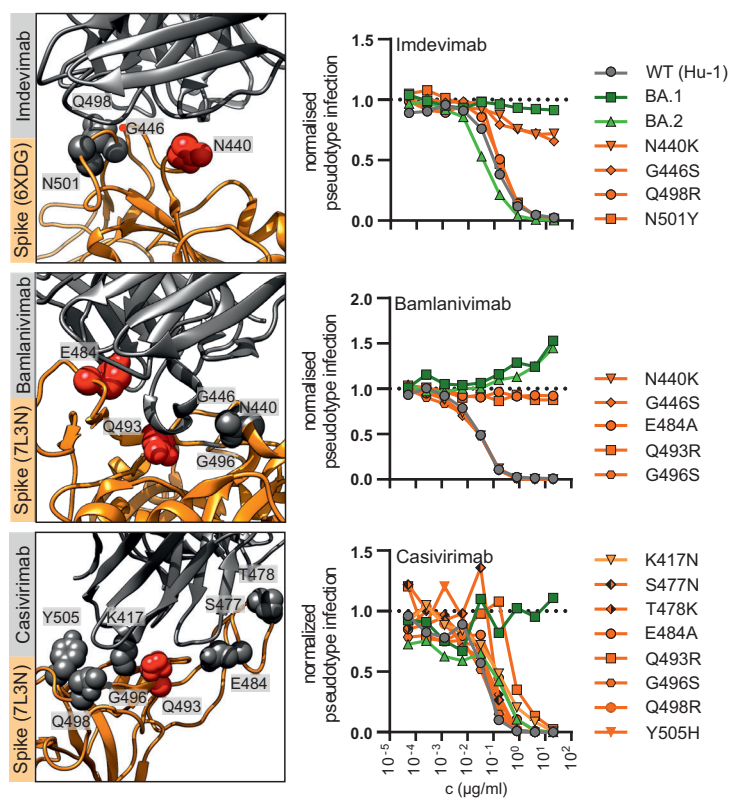 Imdevimab
Spike (6XDG)
Q498
G446
N440
N501
Imdevimab
normalised
pseudotype infection
1.5
1.0
0.5
0.0
WT (Hu-1)
BA.1
BA.2
N440K
G446S
Q498R
N501Y
Bamlanivimab
Spike (7L3N)
E484
G446
N440
Q493
G496
Bamlanivimab
normalised
pseudotype infection
2.0
1.5
1.0
0.5
0.0
N440K
G446S
E484A
Q493R
G496S
Casivirimab
Spike (7L3N)
T478
S477
Y505
K417
G496
E484
Q498
Q493
Casivirimab
normalized
pseudotype infection
1.5
1.0
0.5
0.0
10⁻⁵
10⁻⁴
10⁻³
10⁻²
10⁻¹
10⁰
10¹
10²
c (µg/ml)
K417N
S477N
T478K
E484A
Q493R
G496S
Q498R
Y505H